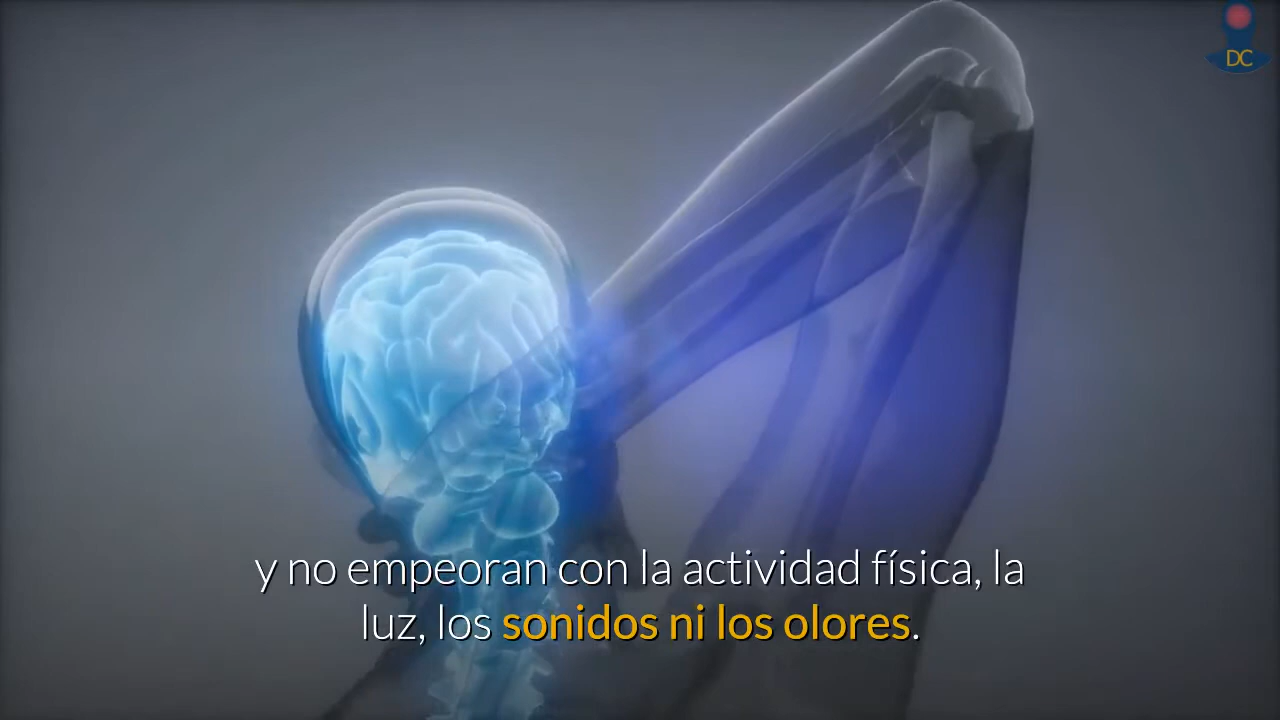 DC
y no empeoran con la actividad física, la
luz, los sonidos ni los olores.